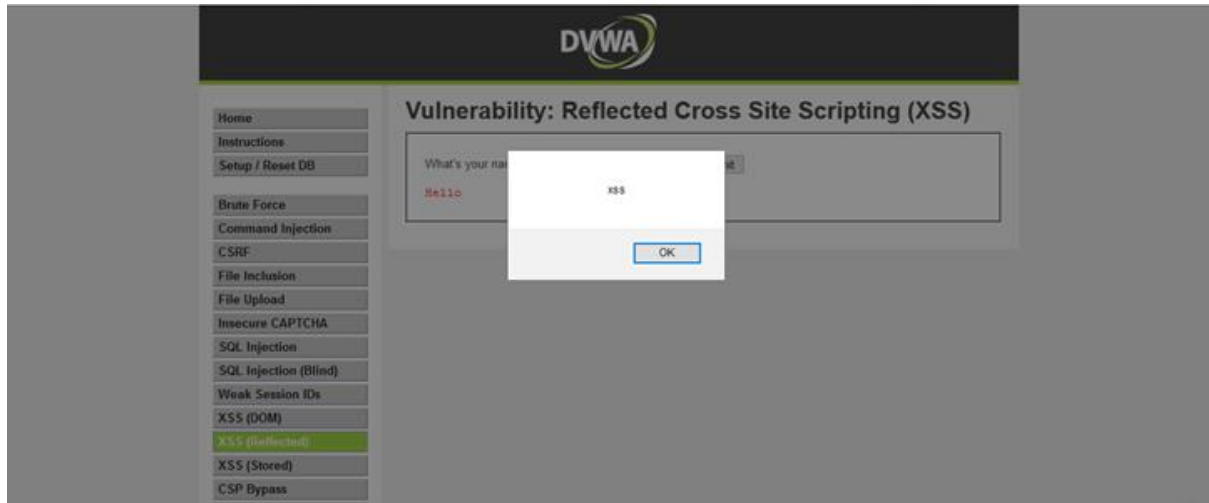 DVWA
Vulnerability: Reflected Cross Site Scripting (XSS)
Home
Instructions
Setup / Reset DB
Brute Force
Command Injection
CSRF
File Inclusion
File Upload
Insecure CAPTCHA
SQL Injection
SQL Injection (Blind)
Weak Session IDs
XSS (DOM)
XSS (Reflected)
XSS (Stored)
CSP Bypass
What's your
Hello
xss
OK